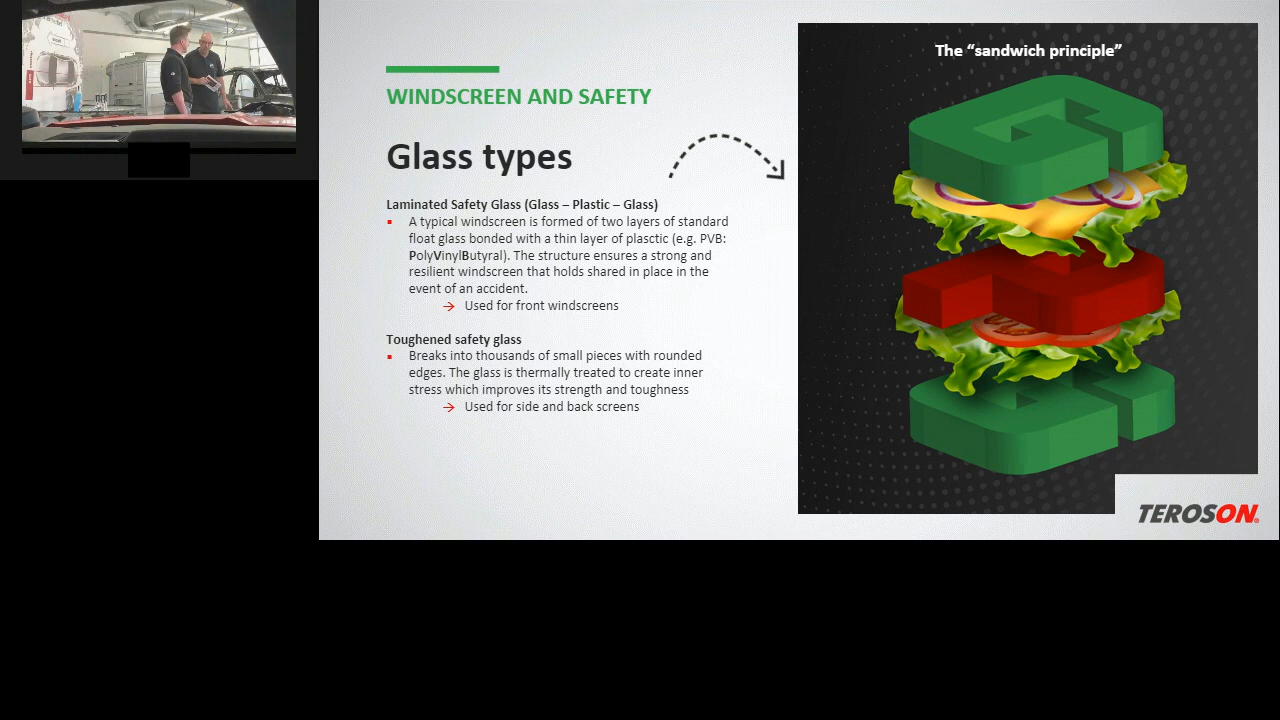 WINDSCREEN AND SAFETY
Glass types
Laminated Safety Glass (Glass – Plastic – Glass)
▪ A typical windscreen is formed of two layers of standard
float glass bonded with a thin layer of plasctic (e.g. PVB:
PolyVinylButyral). The structure ensures a strong and
resilient windscreen that holds shared in place in the
event of an accident.
→ Used for front windscreens
Toughened safety glass
▪ Breaks into thousands of small pieces with rounded
edges. The glass is thermally treated to create inner
stress which improves its strength and toughness
→ Used for side and back screens
The “sandwich principle”
TEROSON®